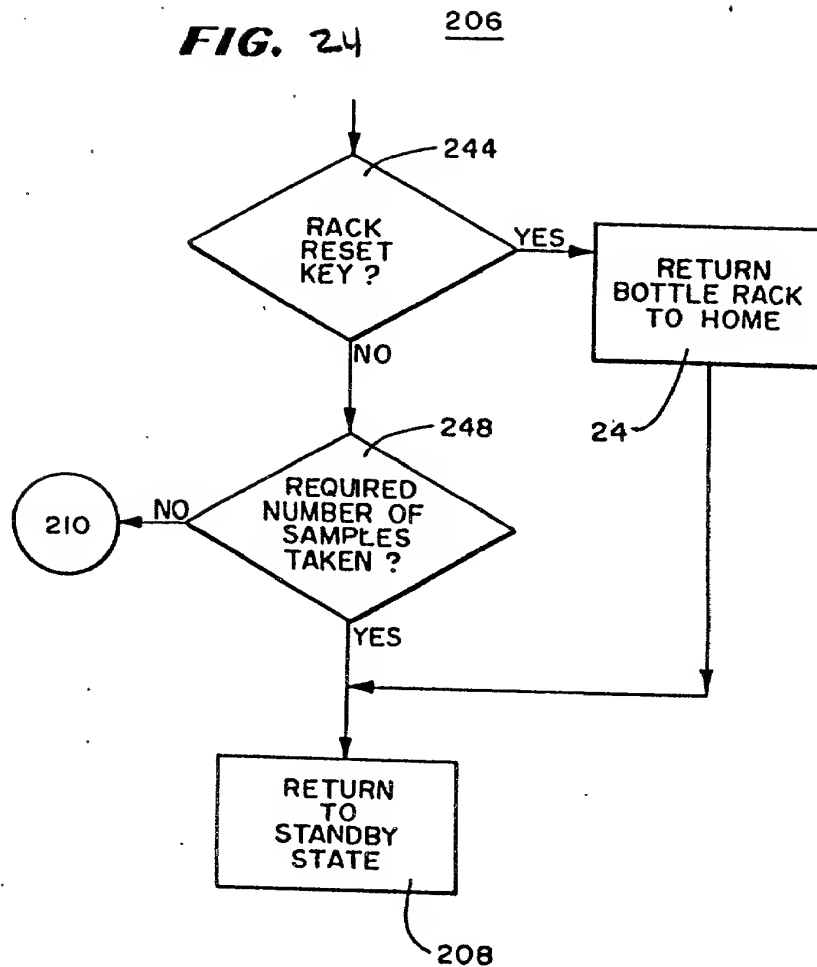 FIG. 24
206
244
RACK
RESET
KEY ?
YES
RETURN
BOTTLE RACK
TO HOME
NO
24
248
REQUIRED
NUMBER OF
SAMPLES
TAKEN ?
NO
210
YES
RETURN
TO
STANDBY
STATE
208